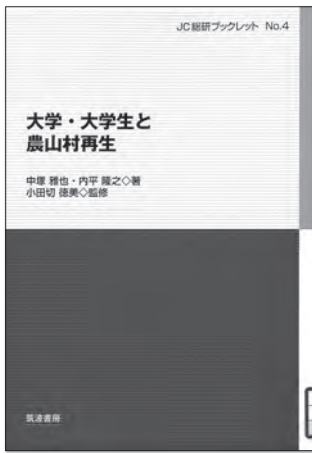 JC総研ブックレット No.4
大学・大学生と
農山村再生
中塚 雅也・内平 隆之◇著
小田切 徳美◇監修
筑波書房